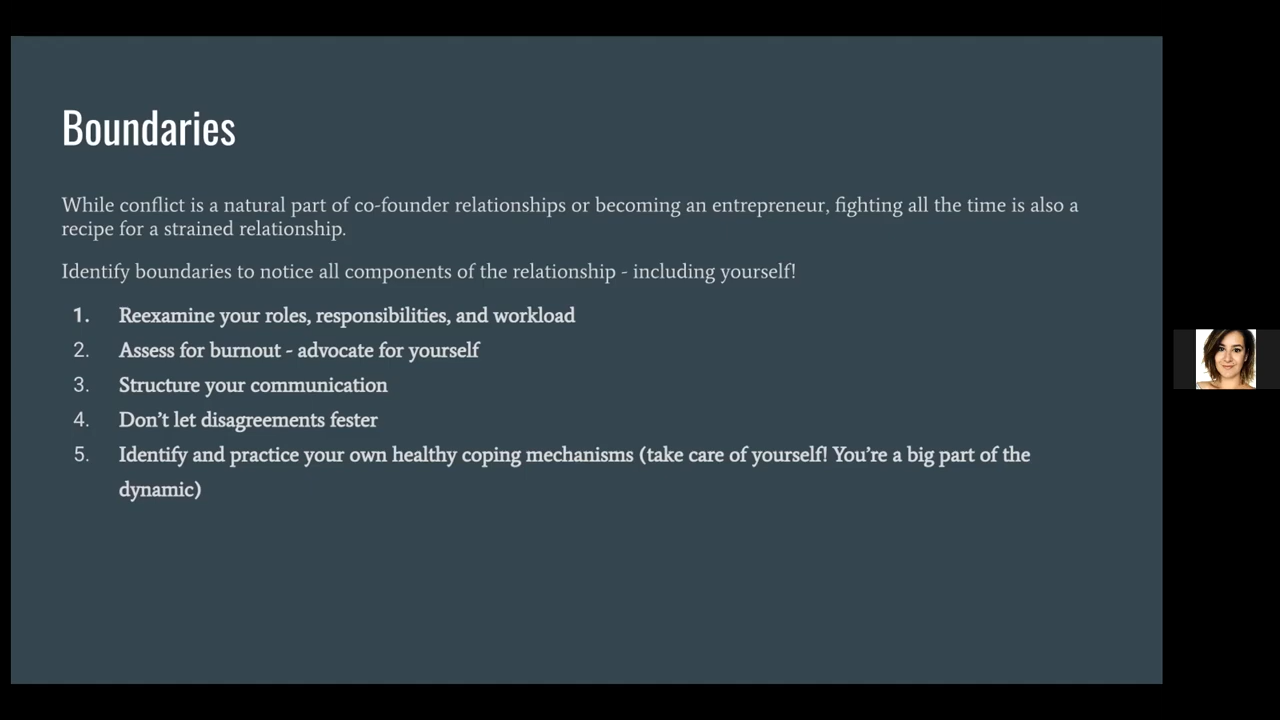 Boundaries
While conflict is a natural part of co-founder relationships or becoming an entrepreneur, fighting all the time is also a
recipe for a strained relationship.
Identify boundaries to notice all components of the relationship - including yourself!
1. Reexamine your roles, responsibilities, and workload
2. Assess for burnout - advocate for yourself
3. Structure your communication
4. Don’t let disagreements fester
5. Identify and practice your own healthy coping mechanisms (take care of yourself! You’re a big part of the
dynamic)